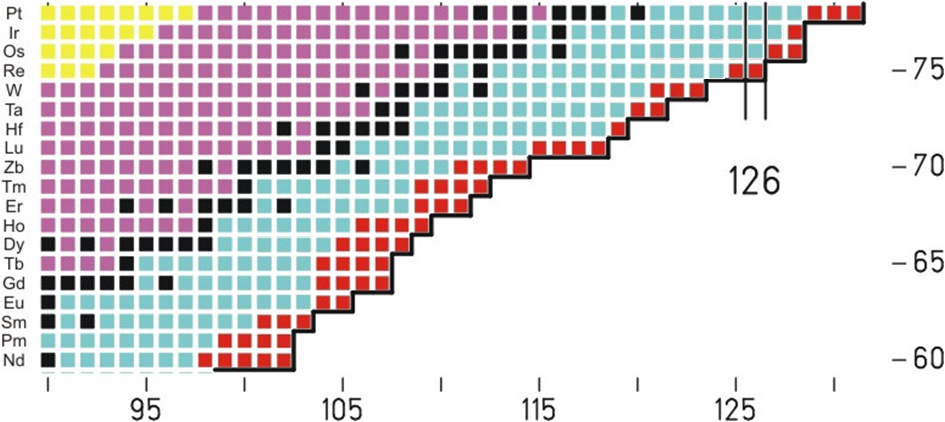 Pt
Ir
Os
Re
W
Ta
Hf
Lu
Zb
Tm
Er
Ho
Dy
Tb
Gd
Eu
Sm
Pm
Nd
75
70
65
60
126
95 105 115 125